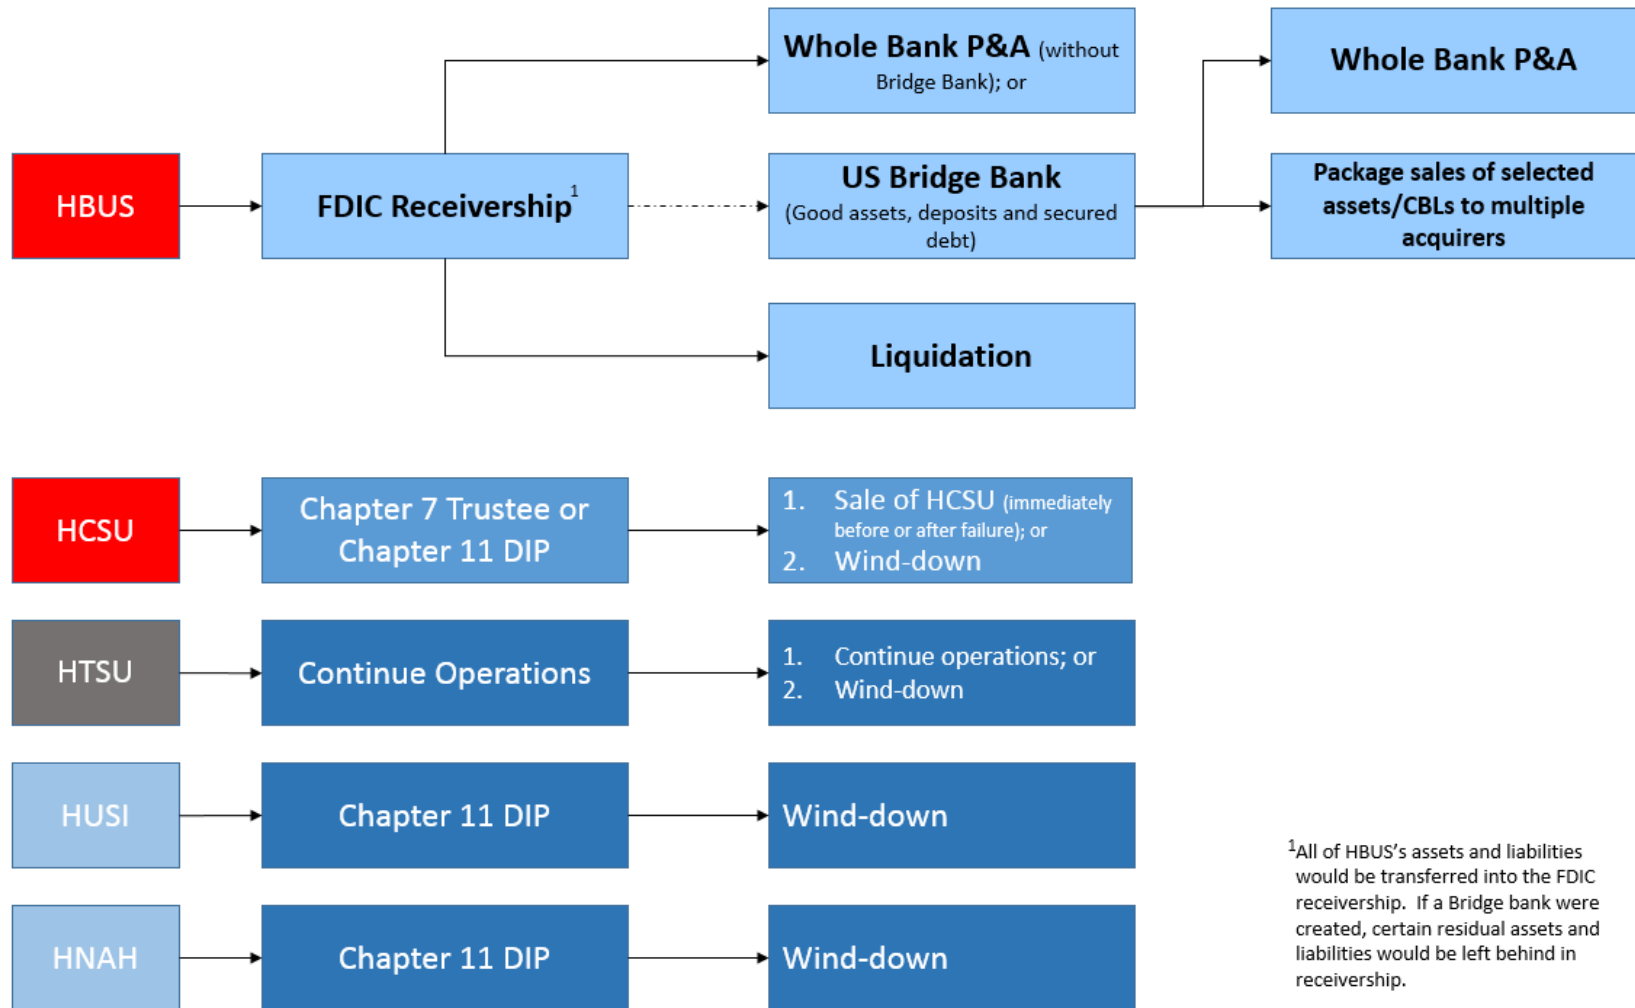 Whole Bank P&A (without
Bridge Bank); or
Whole Bank P&A
HBUS
FDIC Receivership1
US Bridge Bank
(Good assets, deposits and secured
debt)
Package sales of selected
assets/CBLs to multiple
acquirers
Liquidation
HCSU
Chapter 7 Trustee or
Chapter 11 DIP
1. Sale of HCSU (immediately
before or after failure); or
2. Wind-down
HTSU
Continue Operations
1. Continue operations; or
2. Wind-down
HUSI
Chapter 11 DIP
Wind-down
HNAH
Chapter 11 DIP
Wind-down
1All of HBUS’s assets and liabilities
would be transferred into the FDIC
receivership. If a Bridge bank were
created, certain residual assets and
liabilities would be left behind in
receivership.